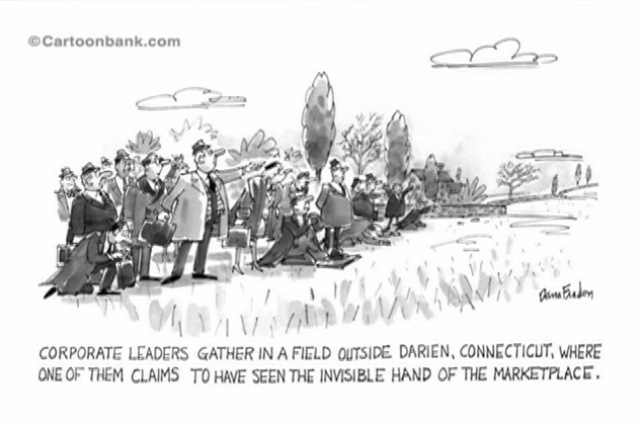 ©Cartoonbank.com
Dana Fradon
CORPORATE LEADERS GATHER IN A FIELD OUTSIDE DARIEN, CONNECTICUT, WHERE
ONE OF THEM CLAIMS TO HAVE SEEN THE INVISIBLE HAND OF THE MARKETPLACE.